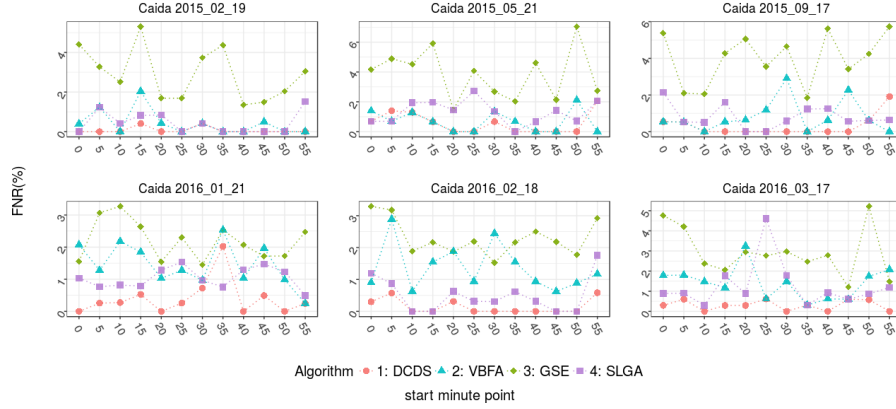 Caida 2015_02_19 Caida 2015_05_21 Caida 2015_09_17
0 2 4
0 5 10 15 20 25 30 35 40 45 50 55
0 2 4 6
0 5 10 15 20 25 30 35 40 45 50 55
0 2 4 6
0 5 10 15 20 25 30 35 40 45 50 55
FNR(%)
Caida 2016_01_21 Caida 2016_02_18 Caida 2016_03_17
0 1 2 3
0 5 10 15 20 25 30 35 40 45 50 55
0 1 2 3
0 5 10 15 20 25 30 35 40 45 50 55
0 1 2 3 4 5
0 5 10 15 20 25 30 35 40 45 50 55
Algorithm 1: DCDS 2: VBFA 3: GSE 4: SLGA
start minute point